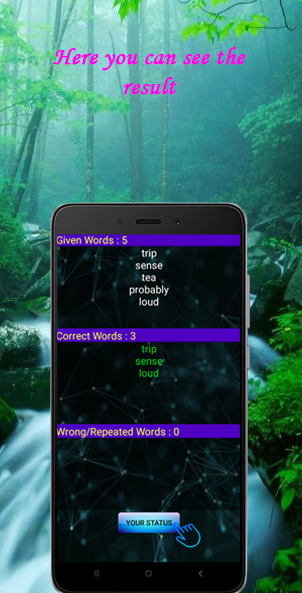 Here you can see the
result
Given Words : 5
trip
sense
tea
probably
loud
Correct Words : 3
trip
sense
loud
Wrong/Repeated Words : 0
YOUR STATUS